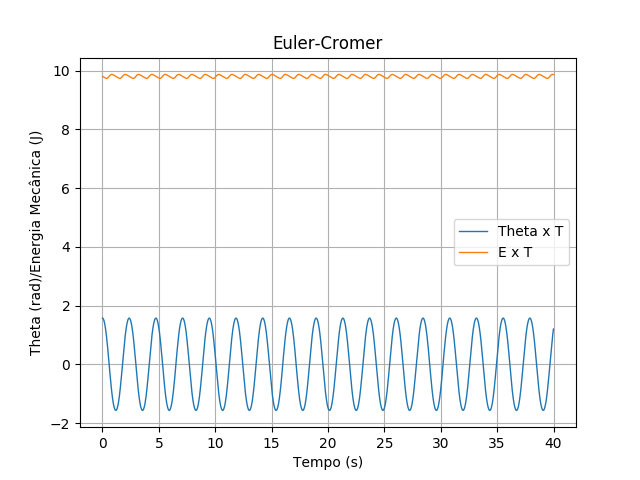 Euler-Cromer
Theta (rad)/Energia Mecânica (J)
10
8
6
4
2
0
−2
Theta x T
E x T
0 5 10 15 20 25 30 35 40
Tempo (s)